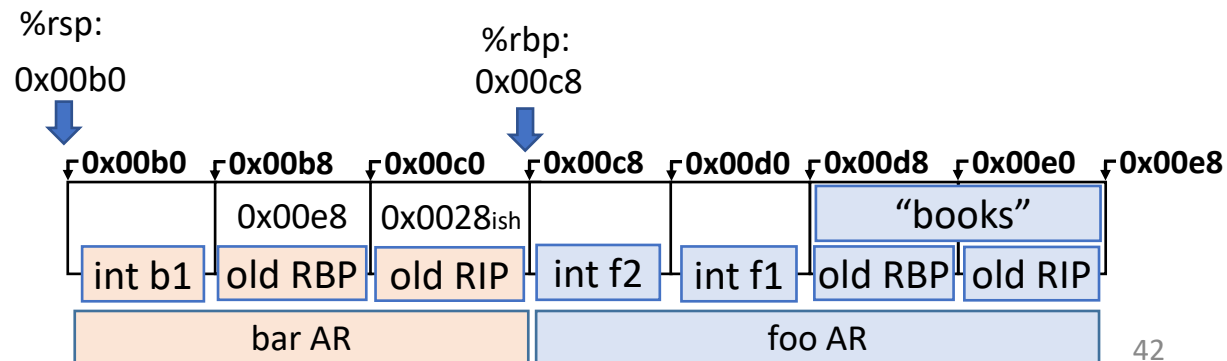 %rsp:
0x00b0
%rbp:
0x00c8
0x00b0 0x00b8 0x00c0 0x00c8 0x00d0 0x00d8 0x00e0 0x00e8
0x00e8 0x0028ish “books”
int b1 old RBP old RIP int f2 int f1 old RBP old RIP
bar AR foo AR
42